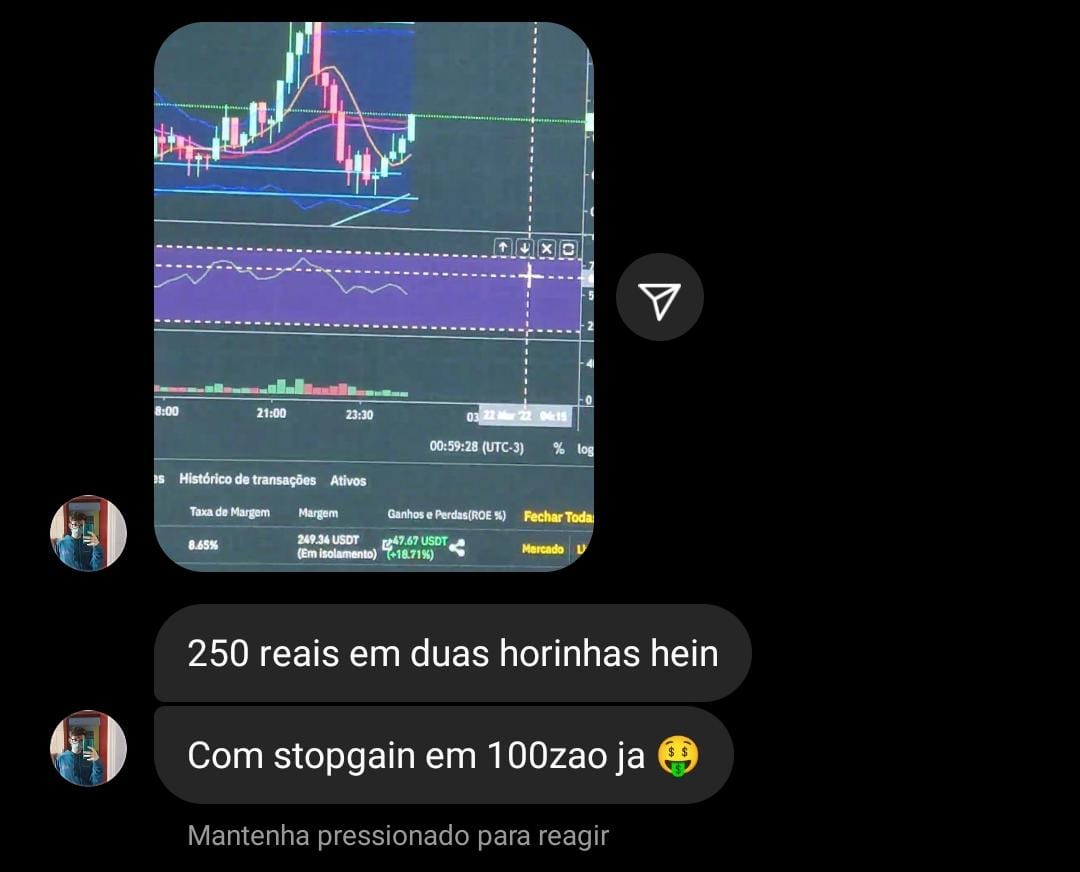 8:00 21:00 23:30 03 22 Mar '22 04:15
00:59:28 (UTC-3) % log
es Histórico de transações Ativos
Taxa de Margem Margem Ganhos e Perdas(ROE %) Fechar Todas
8.65% 249.34 USDT +47.67 USDT
(Em isolamento) (+18.71%) Mercado
250 reais em duas horinhas hein
Com stopgain em 100zao ja 🤑
Mantenha pressionado para reagir